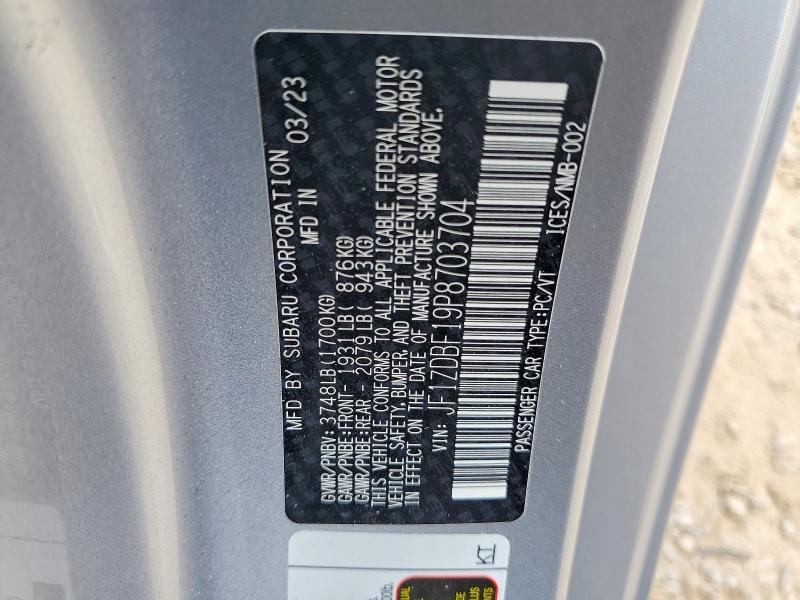 MFD BY SUBARU CORPORATION
MFD IN 03/23
GVWR/PNBV: 3748LB(1700KG)
GAWR/PNBE:FRONT- 1931LB( 876KG)
GAWR/PNBE:REAR - 2079LB( 943KG)
THIS VEHICLE CONFORMS TO ALL APPLICABLE FEDERAL MOTOR
VEHICLE SAFETY, BUMPER, AND THEFT PREVENTION STANDARDS
IN EFFECT ON THE DATE OF MANUFACTURE SHOWN ABOVE.
VIN: JF1ZDBF19P8703704
PASSENGER CAR TYPE:PC/VT ICES/NMB-002
KI